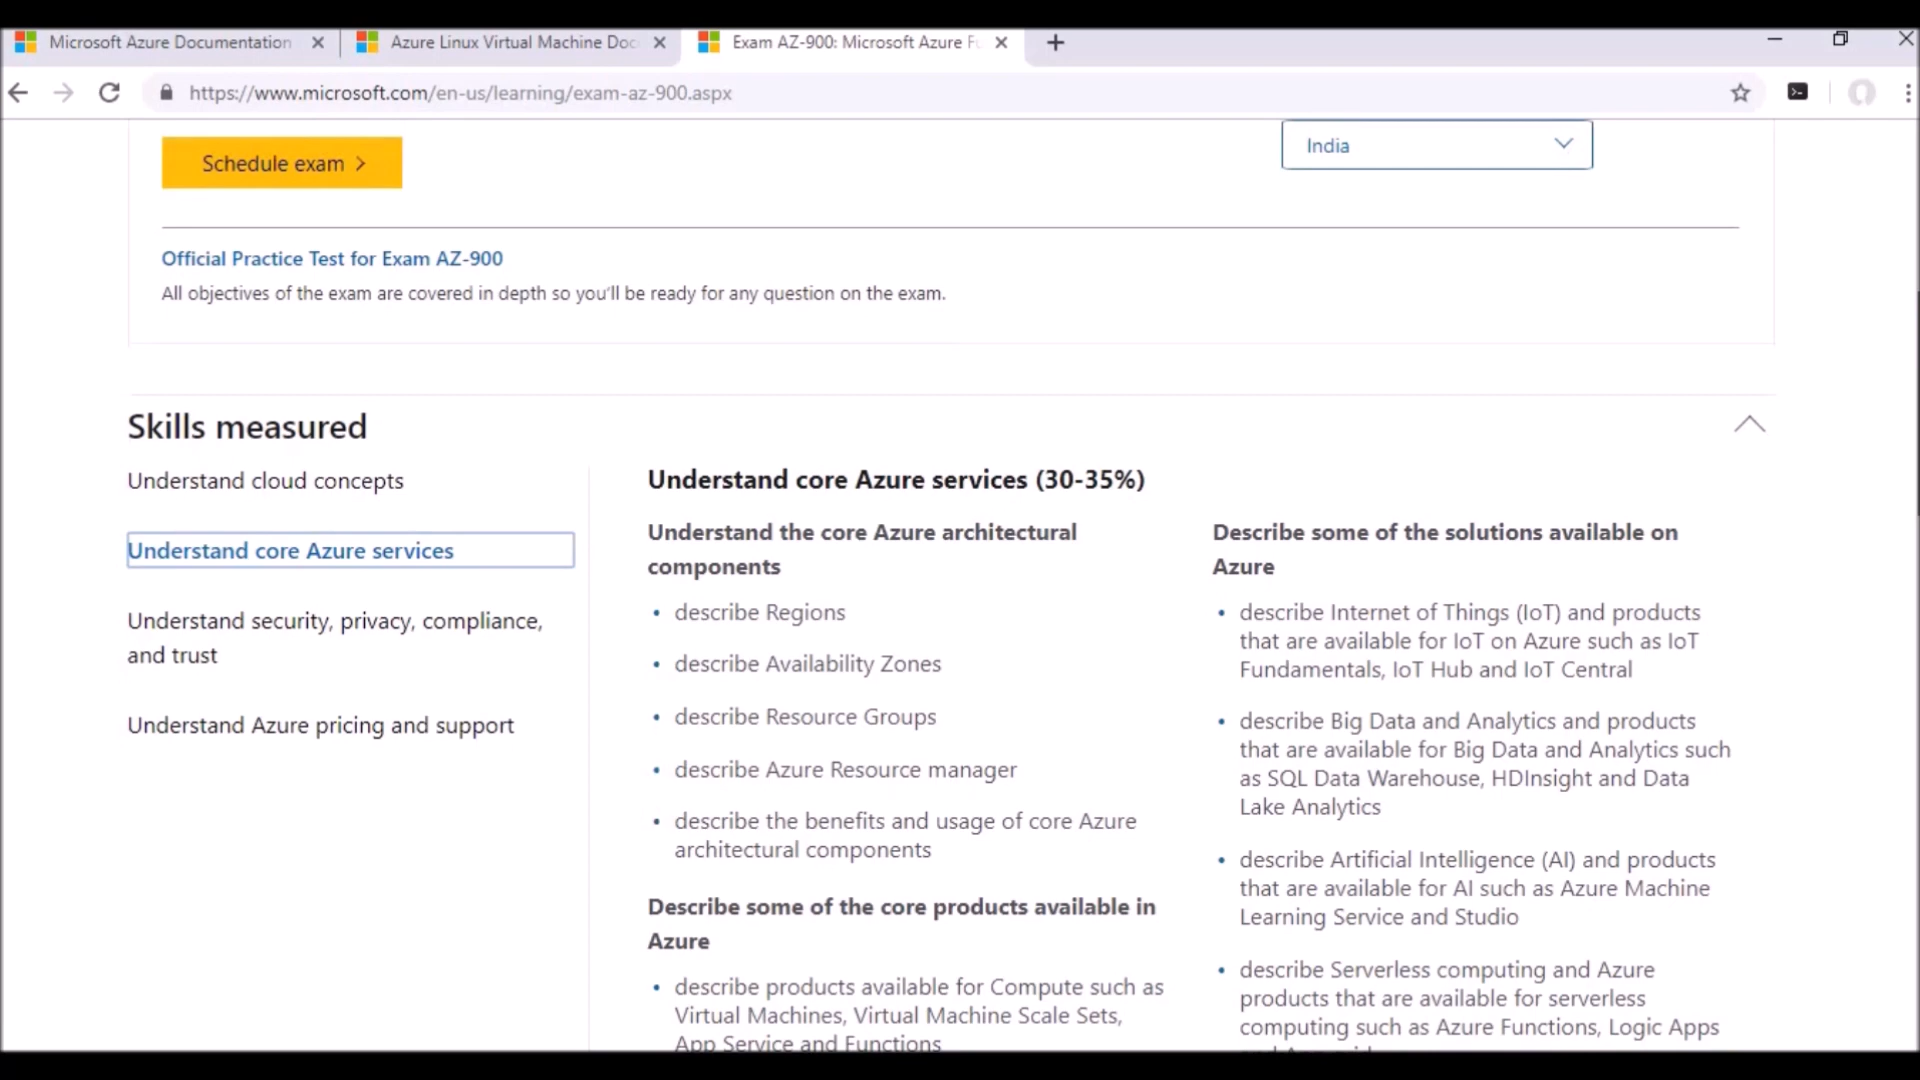 Microsoft Azure Documentation
Azure Linux Virtual Machine Doc
Exam AZ-900: Microsoft Azure F
https://www.microsoft.com/en-us/learning/exam-az-900.aspx
Schedule exam >
India
Official Practice Test for Exam AZ-900
All objectives of the exam are covered in depth so you'll be ready for any question on the exam.
Skills measured
Understand cloud concepts
Understand core Azure services
Understand security, privacy, compliance,
and trust
Understand Azure pricing and support
Understand core Azure services (30-35%)
Understand the core Azure architectural
components
• describe Regions
• describe Availability Zones
• describe Resource Groups
• describe Azure Resource manager
• describe the benefits and usage of core Azure
architectural components
Describe some of the core products available in
Azure
• describe products available for Compute such as
Virtual Machines, Virtual Machine Scale Sets,
App Service and Functions
Describe some of the solutions available on
Azure
• describe Internet of Things (IoT) and products
that are available for IoT on Azure such as IoT
Fundamentals, IoT Hub and IoT Central
• describe Big Data and Analytics and products
that are available for Big Data and Analytics such
as SQL Data Warehouse, HDInsight and Data
Lake Analytics
• describe Artificial Intelligence (AI) and products
that are available for AI such as Azure Machine
Learning Service and Studio
• describe Serverless computing and Azure
products that are available for serverless
computing such as Azure Functions, Logic Apps